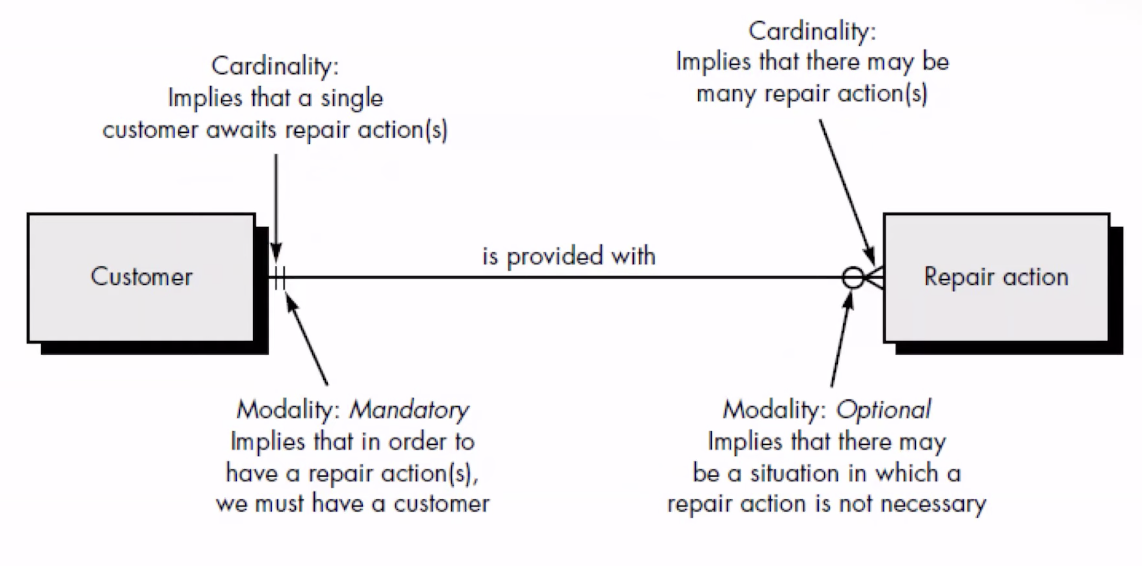 Cardinality:
Implies that a single
customer awaits repair action(s)
Cardinality:
Implies that there may be
many repair action(s)
Customer
is provided with
Repair action
Modality: Mandatory
Implies that in order to
have a repair action(s),
we must have a customer
Modality: Optional
Implies that there may
be a situation in which a
repair action is not necessary